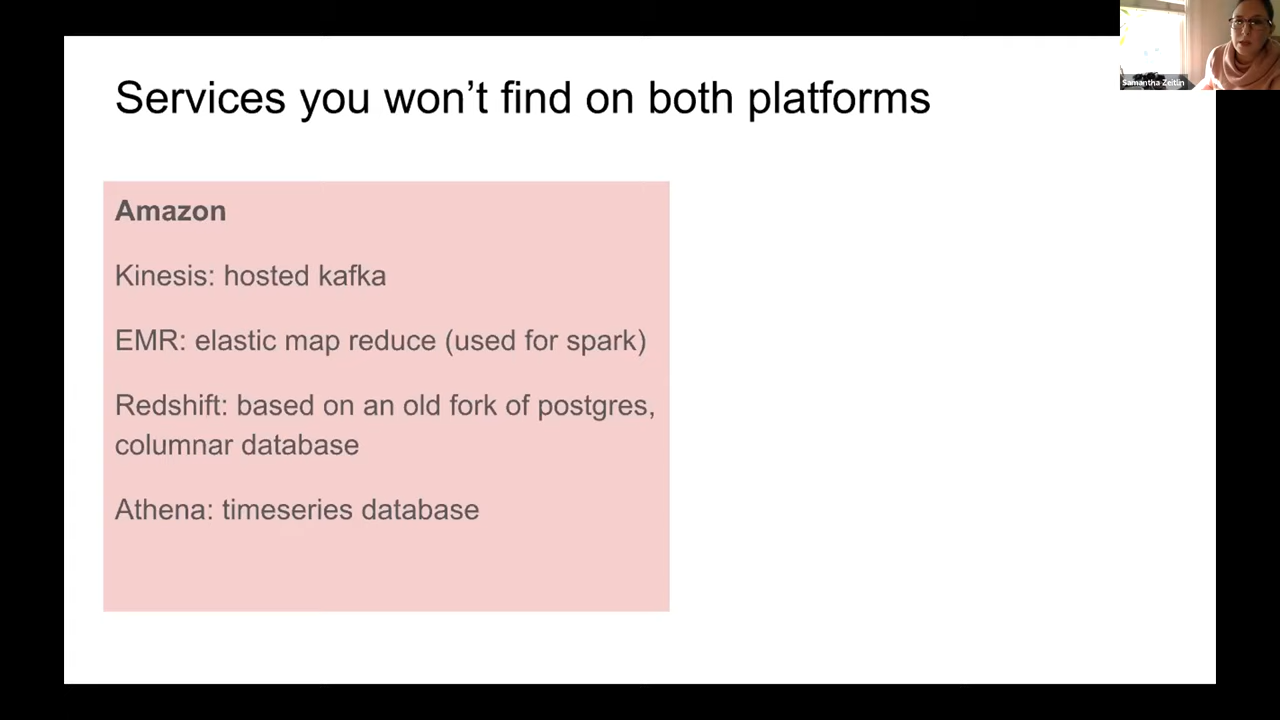 Services you won't find on both platforms
Samantha Zeitlin
Amazon
Kinesis: hosted kafka
EMR: elastic map reduce (used for spark)
Redshift: based on an old fork of postgres,
columnar database
Athena: timeseries database